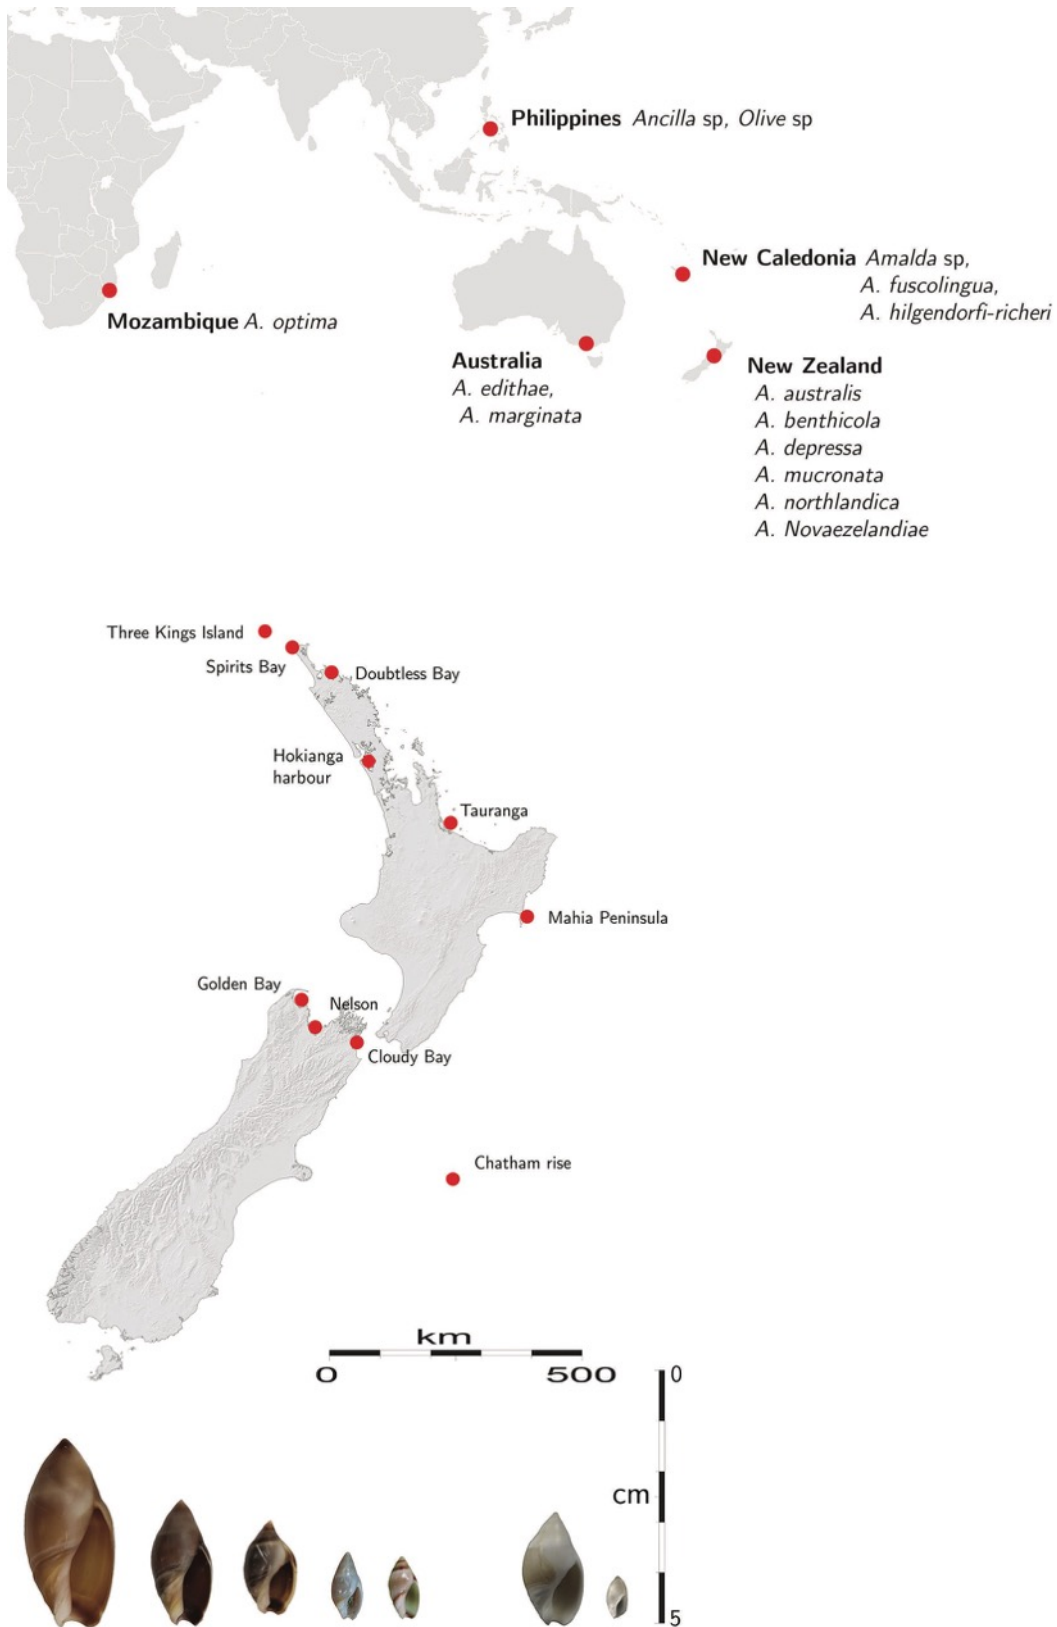 Philippines Ancilla sp, Olive sp
New Caledonia Amalda sp,
A. fuscolingua,
A. hilgendorfi-richeri
Mozambique A. optima
Australia
A. edithae,
A. marginata
New Zealand
A. australis
A. benthicola
A. depressa
A. mucronata
A. northlandica
A. Novaezelandiae
Three Kings Island
Spirits Bay
Doubtless Bay
Hokianga
harbour
Tauranga
Mahia Peninsula
Golden Bay
Nelson
Cloudy Bay
Chatham rise
km
0 500
0
cm
5